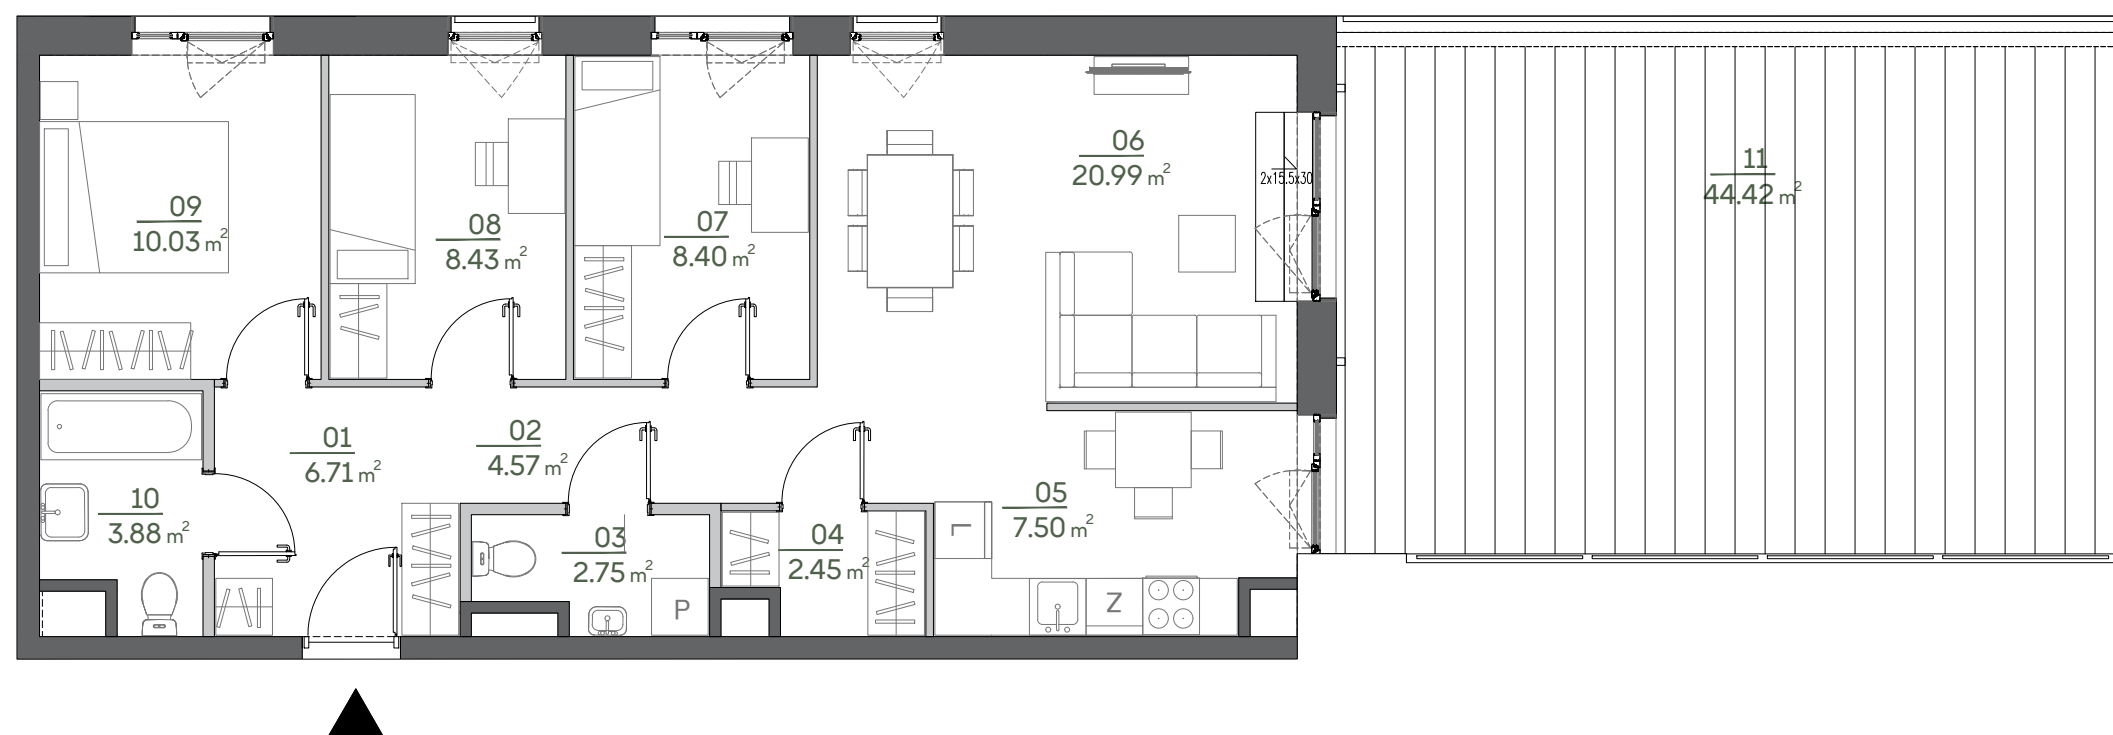 09
10.03 m²
08
8.43 m²
07
8.40 m²
06
20.99 m²
2x15.5x30
11
44.42 m²
01
6.71 m²
02
4.57 m²
10
3.88 m²
03
2.75 m²
P
04
2.45 m²
05
7.50 m²
L
Z